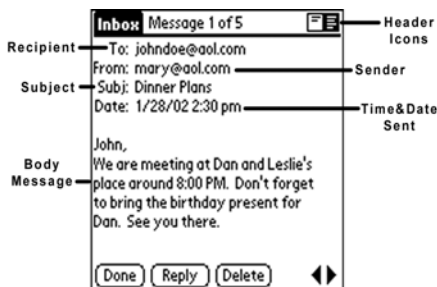 Inbox Message 1 of 5
Header Icons
Recipient
To: johndoe@aol.com
From: mary@aol.com
Sender
Subject
Subj: Dinner Plans
Date: 1/28/02 2:30 pm
Time&Date Sent
John,
Body Message
We are meeting at Dan and Leslie's
place around 8:00 PM. Don't forget
to bring the birthday present for
Dan. See you there.
Done Reply Delete